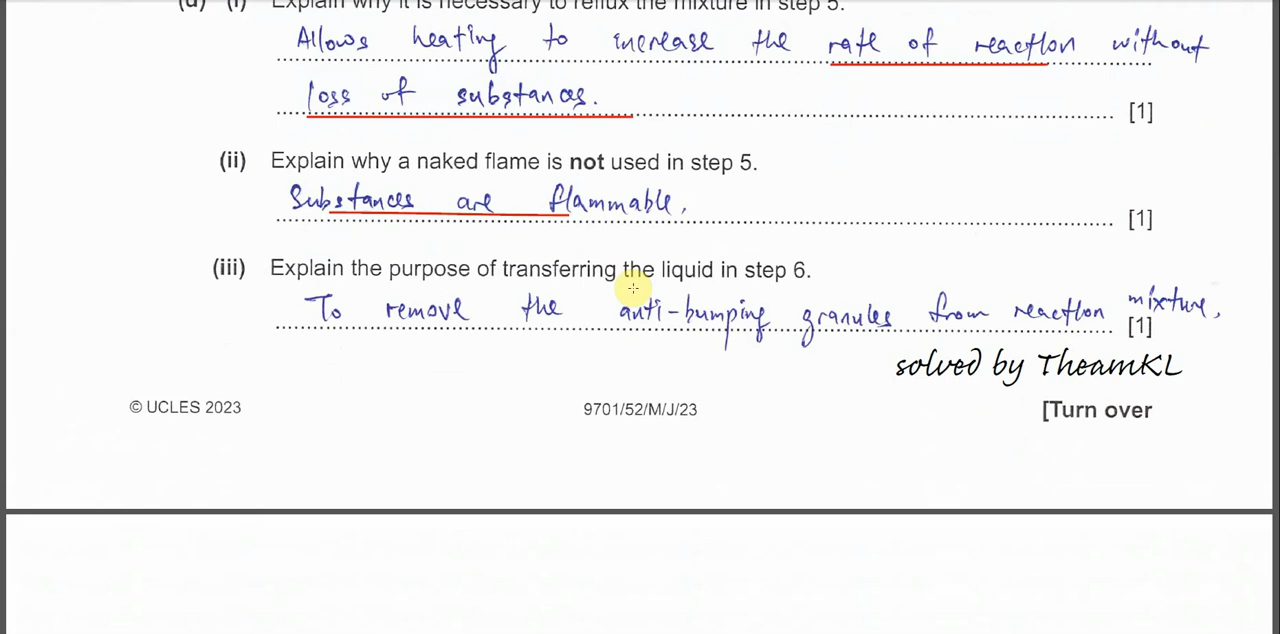 (d) (i) Explain why it is necessary to reflux the mixture in step 5.
Allows heating to increase the rate of reaction without
loss of substances. [1]
(ii) Explain why a naked flame is not used in step 5.
Substances are flammable. [1]
(iii) Explain the purpose of transferring the liquid in step 6.
To remove the anti-bumping granules from reaction mixture. [1]
solved by TheamKL
© UCLES 2023 9701/52/M/J/23 [Turn over